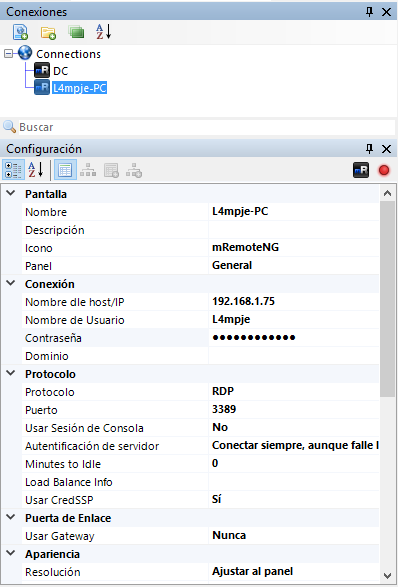 Conexiones
Connections
DC
L4mpje-PC
Buscar
Configuración
Pantalla
Nombre L4mpje-PC
Descripción
Icono mRemoteNG
Panel General
Conexión
Nombre dle host/IP 192.168.1.75
Nombre de Usuario L4mpje
Contraseña ●●●●●●●●●●●●
Dominio
Protocolo
Protocolo RDP
Puerto 3389
Usar Sesión de Consola No
Autentificación de servidor Conectar siempre, aunque falle l
Minutes to Idle 0
Load Balance Info
Usar CredSSP Sí
Puerta de Enlace
Usar Gateway Nunca
Apariencia
Resolución Ajustar al panel